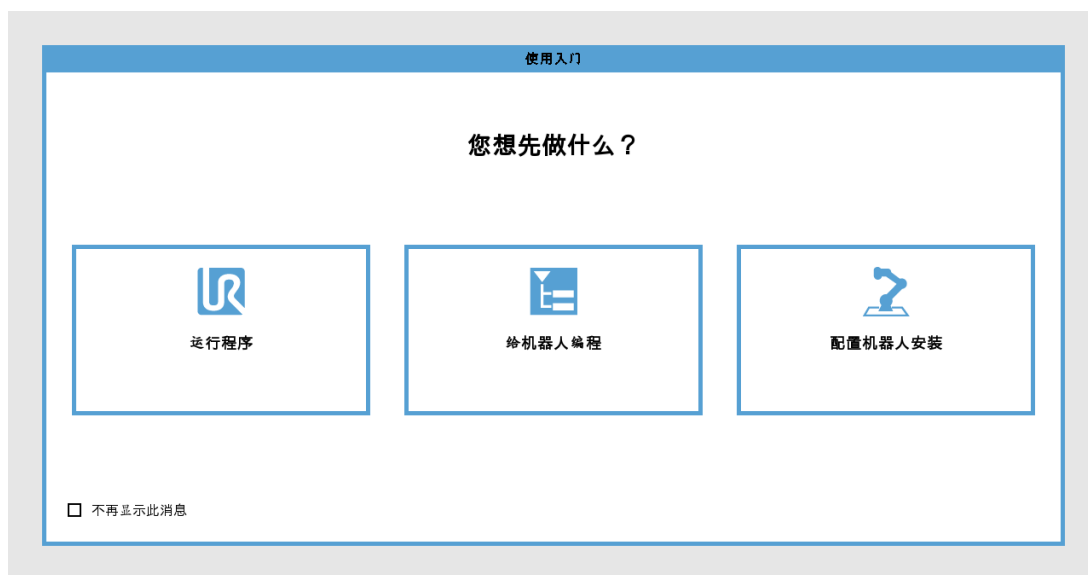 使用入门
您想先做什么？
运行程序
给机器人编程
配置机器人安装
不再显示此消息